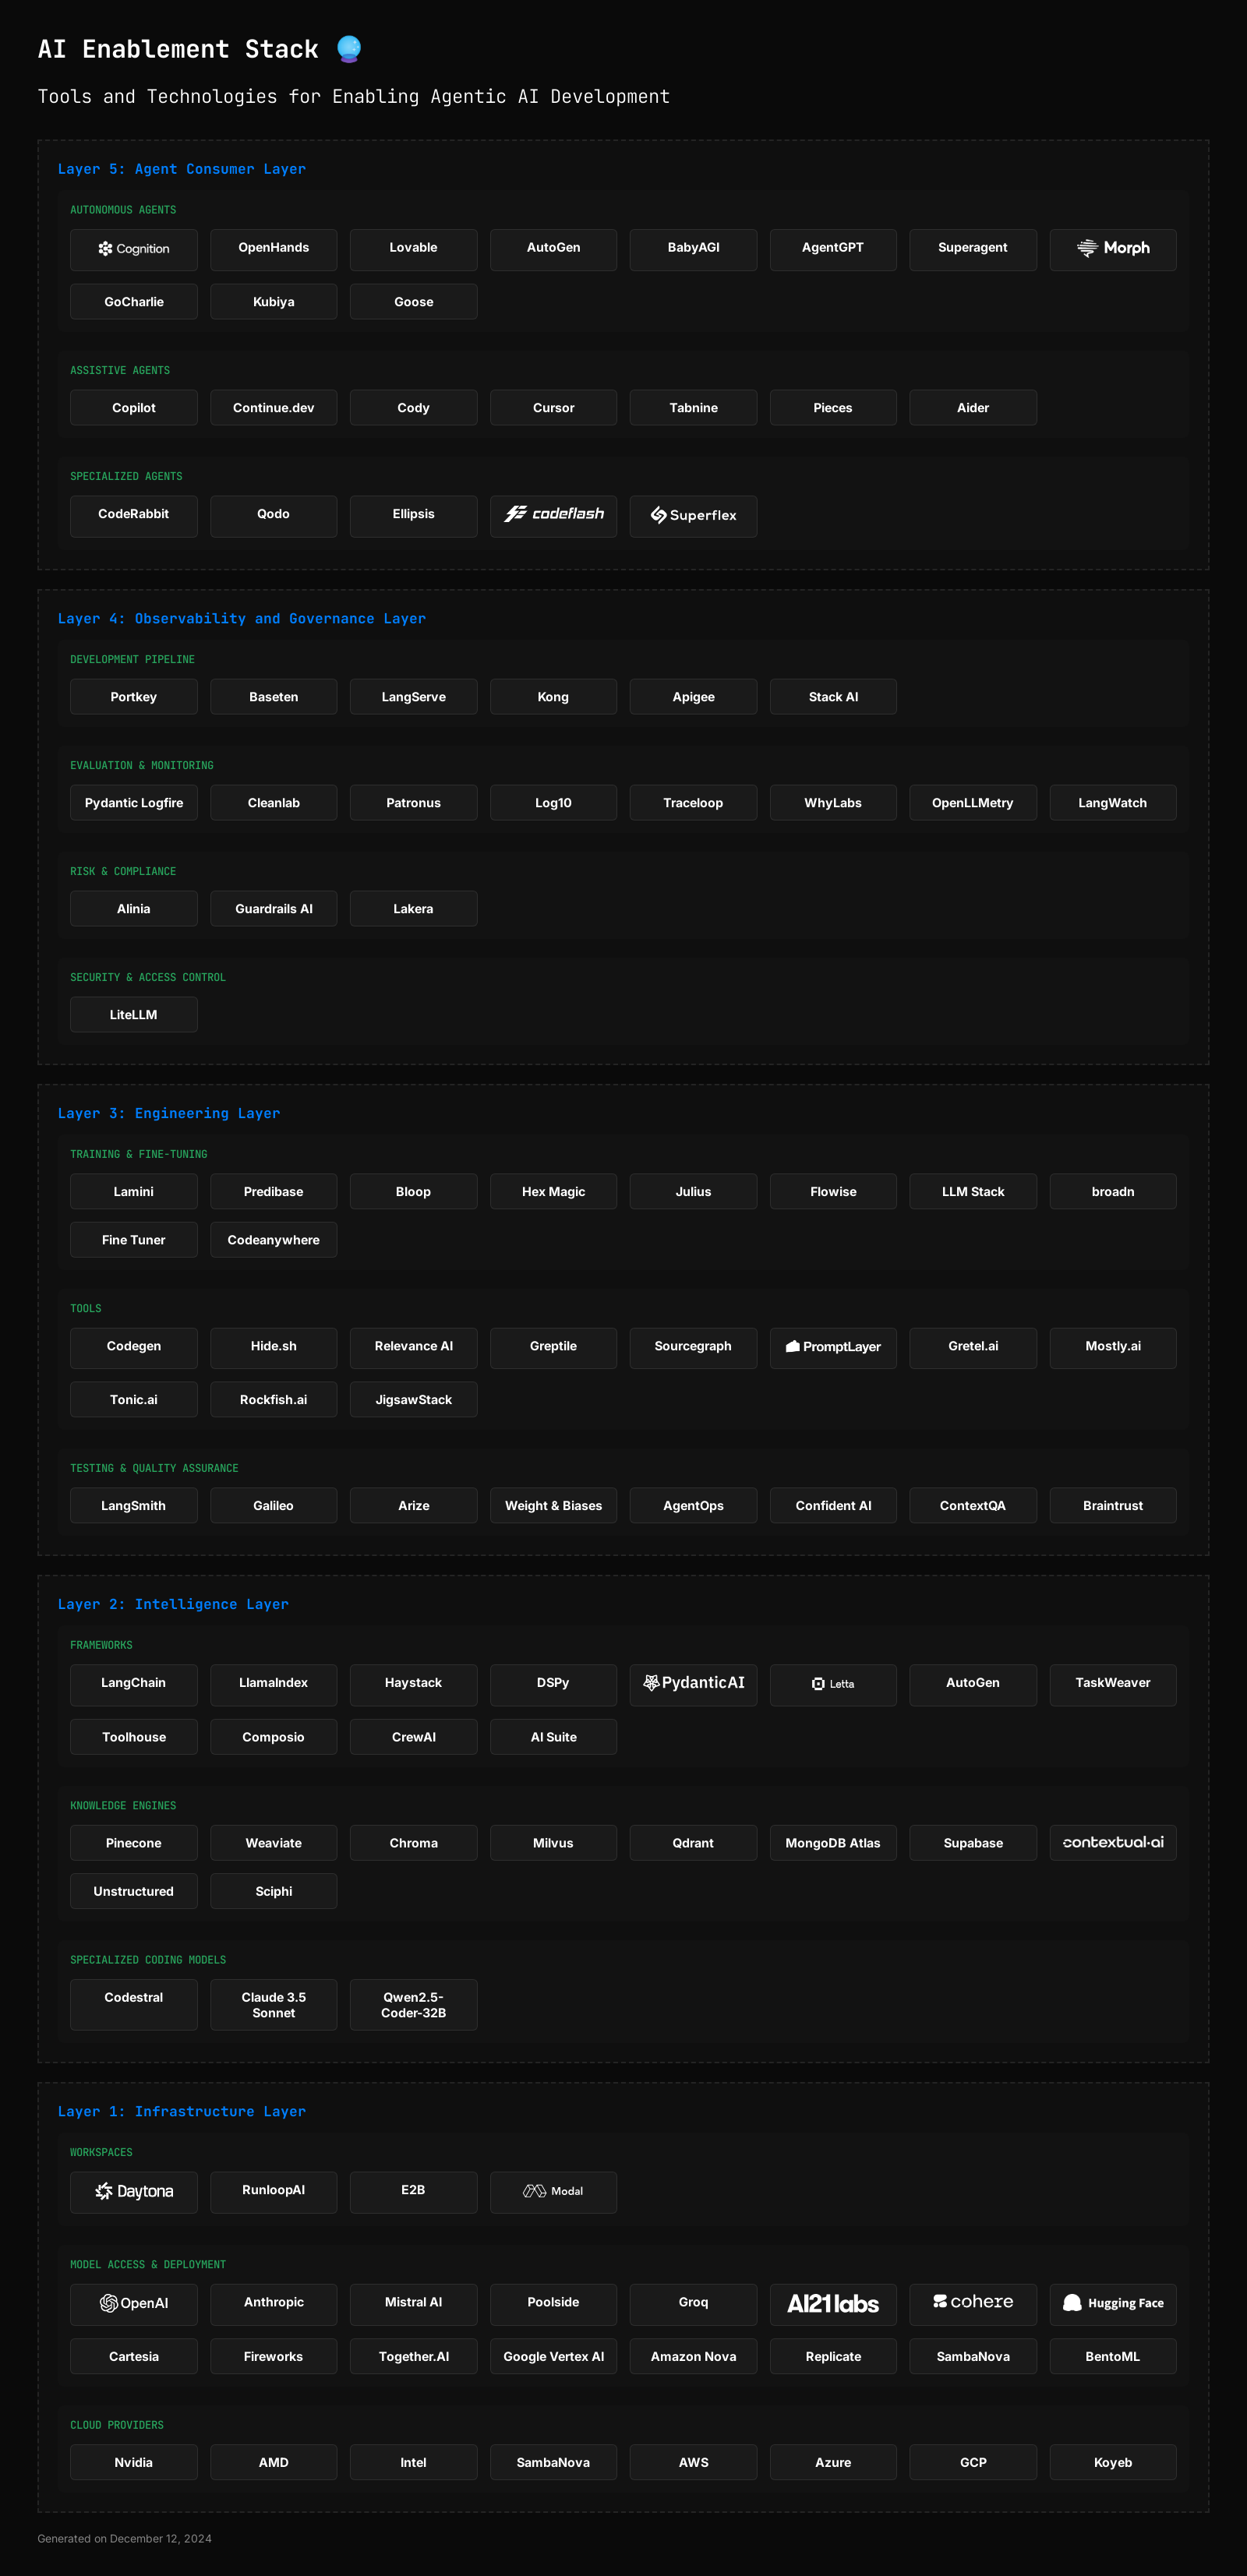 AI Enablement Stack
Tools and Technologies for Enabling Agentic AI Development
Layer 5: Agent Consumer Layer
AUTONOMOUS AGENTS
Cognition OpenHands Lovable AutoGen BabyAGI AgentGPT Superagent Morph
GoCharlie Kubiya Goose
ASSISTIVE AGENTS
Copilot Continue.dev Cody Cursor Tabnine Pieces Aider
SPECIALIZED AGENTS
CodeRabbit Qodo Ellipsis codeflash Superflex
Layer 4: Observability and Governance Layer
DEVELOPMENT PIPELINE
Portkey Baseten LangServe Kong Apigee Stack AI
EVALUATION & MONITORING
Pydantic Logfire Cleanlab Patronus Log10 Traceloop WhyLabs OpenLLMetry LangWatch
RISK & COMPLIANCE
Alinia Guardrails AI Lakera
SECURITY & ACCESS CONTROL
LiteLLM
Layer 3: Engineering Layer
TRAINING & FINE-TUNING
Lamini Predibase Bloop Hex Magic Julius Flowise LLM Stack broadn
Fine Tuner Codeanywhere
TOOLS
Codegen Hide.sh Relevance AI Greptile Sourcegraph PromptLayer Gretel.ai Mostly.ai
Tonic.ai Rockfish.ai JigsawStack
TESTING & QUALITY ASSURANCE
LangSmith Galileo Arize Weight & Biases AgentOps Confident AI ContextQA Braintrust
Layer 2: Intelligence Layer
FRAMEWORKS
LangChain LlamaIndex Haystack DSPy PydanticAI Letta AutoGen TaskWeaver
Toolhouse Composio CrewAI AI Suite
KNOWLEDGE ENGINES
Pinecone Weaviate Chroma Milvus Qdrant MongoDB Atlas Supabase contextual·ai
Unstructured Sciphi
SPECIALIZED CODING MODELS
Codestral Claude 3.5 Qwen2.5-
Sonnet Coder-32B
Layer 1: Infrastructure Layer
WORKSPACES
Daytona RunloopAI E2B Modal
MODEL ACCESS & DEPLOYMENT
OpenAI Anthropic Mistral AI Poolside Groq AI21labs cohere Hugging Face
Cartesia Fireworks Together.AI Google Vertex AI Amazon Nova Replicate SambaNova BentoML
CLOUD PROVIDERS
Nvidia AMD Intel SambaNova AWS Azure GCP Koyeb
Generated on December 12, 2024